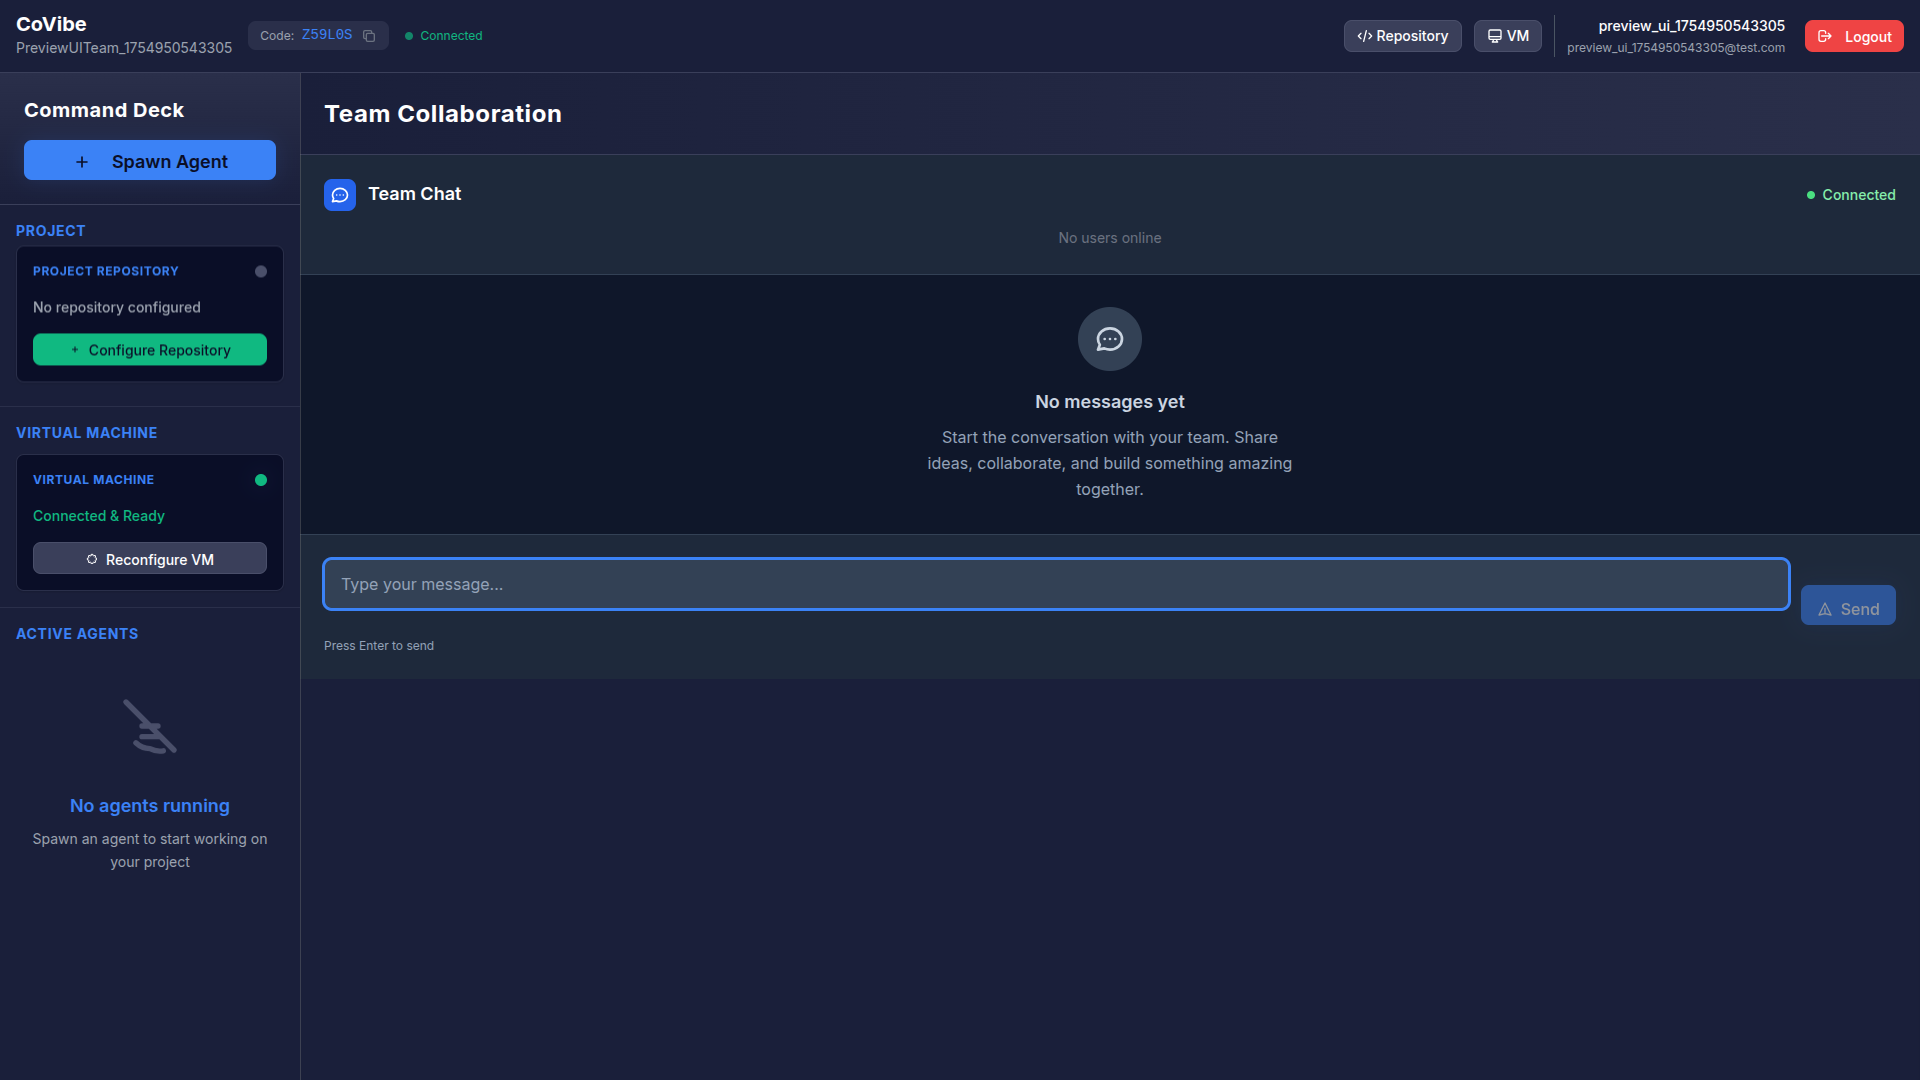 CoVibe
PreviewUITeam_1754950543305
Code: Z59L0S
Connected
Repository
VM
preview_ui_1754950543305
preview_ui_1754950543305@test.com
Logout
Command Deck
Spawn Agent
PROJECT
PROJECT REPOSITORY
No repository configured
+ Configure Repository
VIRTUAL MACHINE
VIRTUAL MACHINE
Connected & Ready
Reconfigure VM
ACTIVE AGENTS
No agents running
Spawn an agent to start working on
your project
Team Collaboration
Team Chat
Connected
No users online
No messages yet
Start the conversation with your team. Share
ideas, collaborate, and build something amazing
together.
Type your message...
Send
Press Enter to send